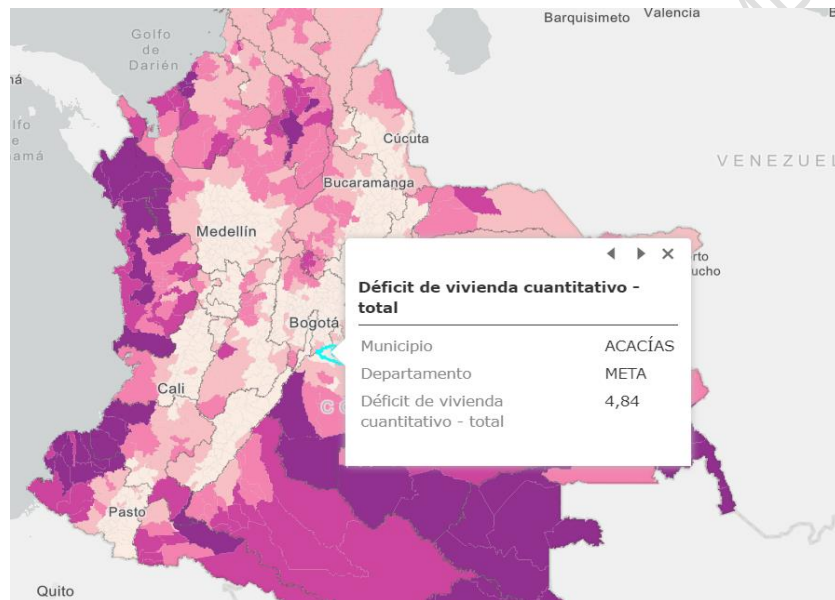 Barquisimeto
Valencia
Golfo
de
Darién
Cúcuta
VENEZUEL
Bucaramanga
Medellín
Bogotá
Cali
Pasto
Quito
Déficit de vivienda cuantitativo -
total
Municipio ACACÍAS
Departamento META
Déficit de vivienda 4,84
cuantitativo - total